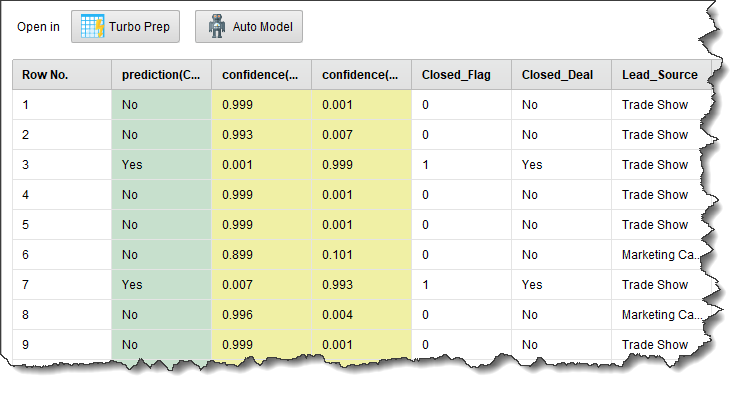 Open in Turbo Prep Auto Model
Row No. prediction(C... confidence(... confidence(... Closed_Flag Closed_Deal Lead_Source
1 No 0.999 0.001 0 No Trade Show
2 No 0.993 0.007 0 No Trade Show
3 Yes 0.001 0.999 1 Yes Trade Show
4 No 0.999 0.001 0 No Trade Show
5 No 0.999 0.001 0 No Trade Show
6 No 0.899 0.101 0 No Marketing Ca...
7 Yes 0.007 0.993 1 Yes Trade Show
8 No 0.996 0.004 0 No Marketing Ca...
9 No 0.999 0.001 0 No Trade Show